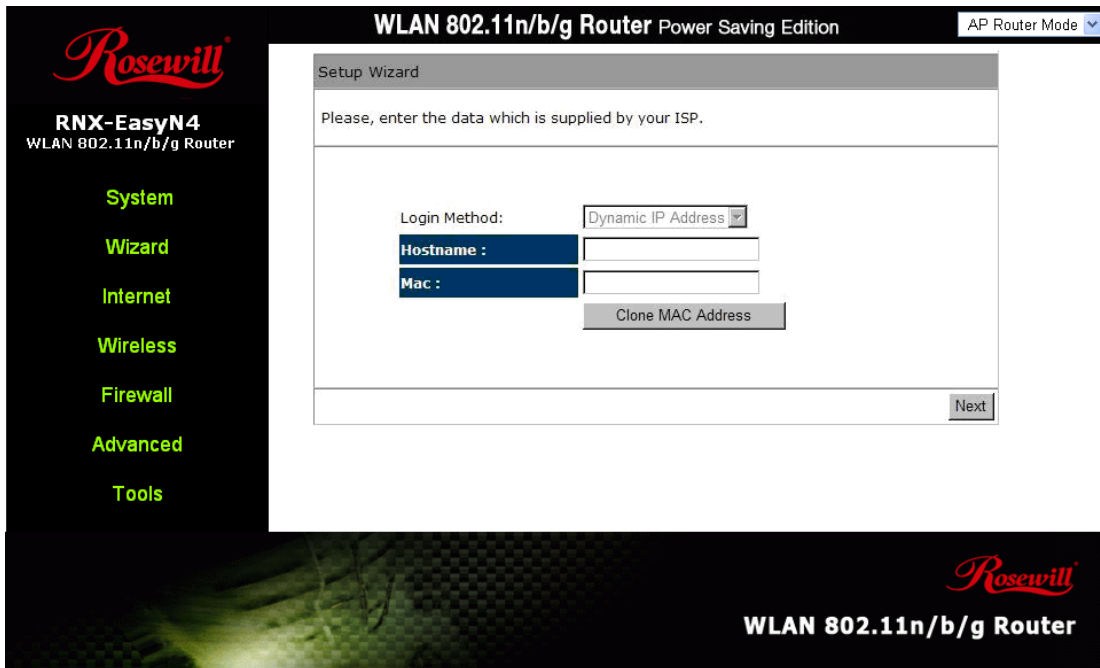 WLAN 802.11n/b/g Router Power Saving Edition
AP Router Mode
Rosewill®
RNX-EasyN4
WLAN 802.11n/b/g Router
System
Wizard
Internet
Wireless
Firewall
Advanced
Tools
Setup Wizard
Please, enter the data which is supplied by your ISP.
Login Method: Dynamic IP Address
Hostname :
Mac :
Clone MAC Address
Next
Rosewill
WLAN 802.11n/b/g Router